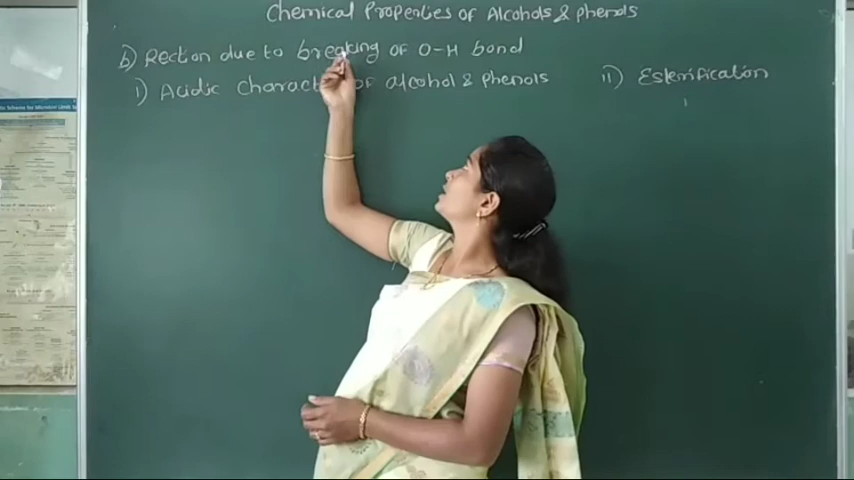 Chemical Properties of Alcohols & phenols
b) Rection due to breaking of O-H bond
i) Acidic Charact of alcohol & Phenols ii) Esterification